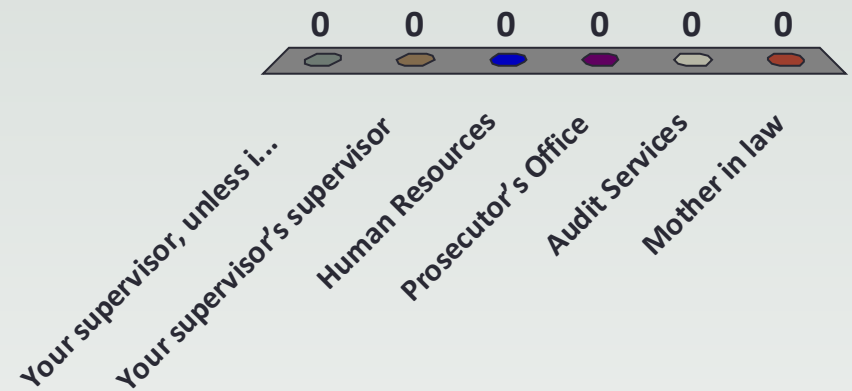 0 0 0 0 0 0
Your supervisor, unless i...
Your supervisor’s supervisor
Human Resources
Prosecutor’s Office
Audit Services
Mother in law